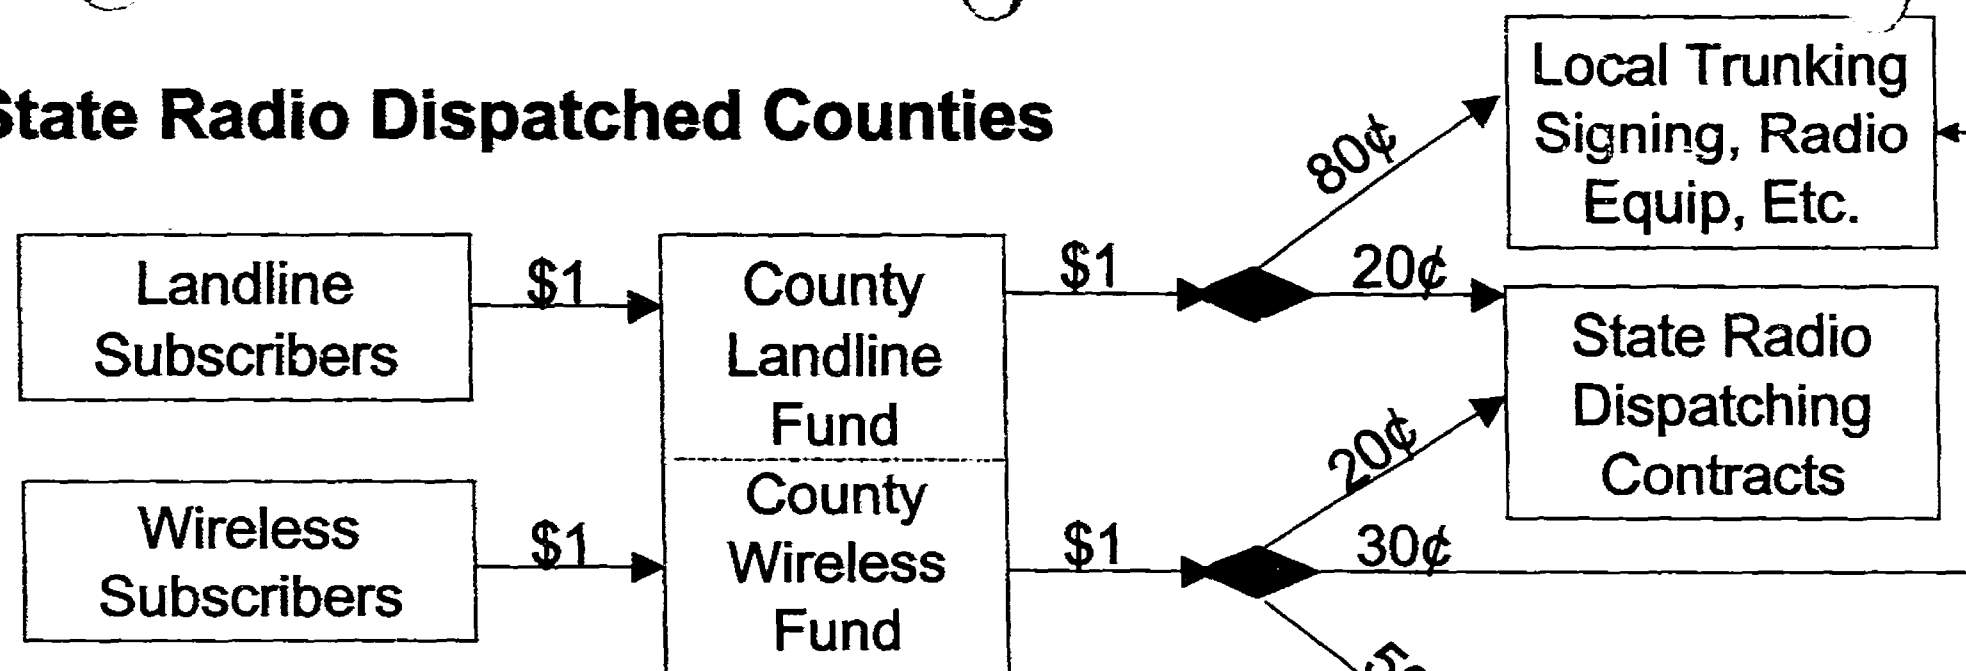 State Radio Dispatched Counties
Local Trunking
Signing, Radio
Equip, Etc.
80¢
Landline
Subscribers
$1
County
Landline
Fund
$1
20¢
State Radio
Dispatching
Contracts
20¢
Wireless
Subscribers
$1
County
Wireless
Fund
$1
30¢